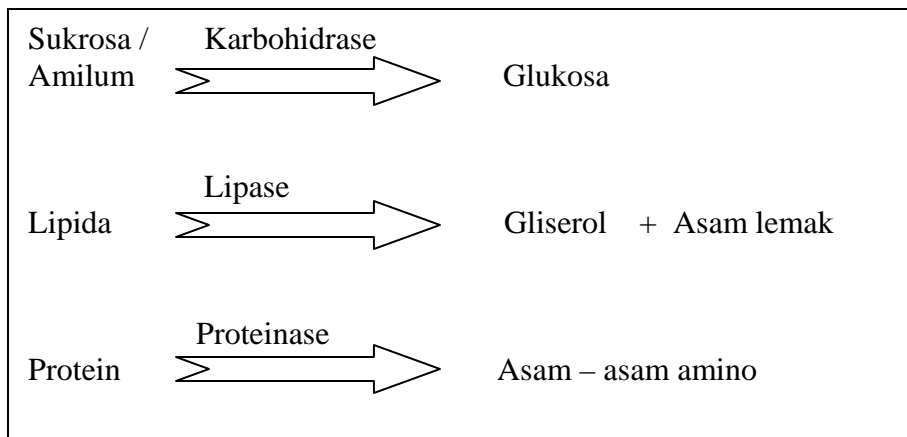 Sukrosa / Karbohidrase
Amilum Glukosa
Lipase
Lipida Gliserol + Asam lemak
Proteinase
Protein Asam – asam amino